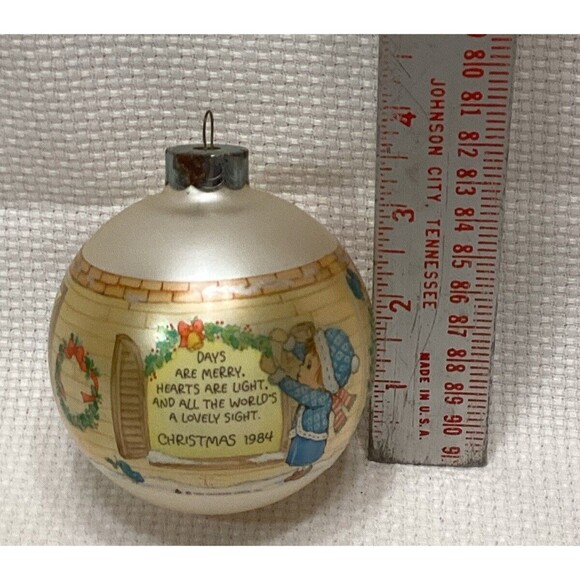 DAYS
ARE MERRY,
HEARTS ARE LIGHT,
AND ALL THE WORLD'S
A LOVELY SIGHT.
CHRISTMAS 1984
4
3
2
1
JOHNSON CITY, TENNESSEE
MADE IN U.S.A.
80
81
82
83
84
85
86
87
88
89
90
91